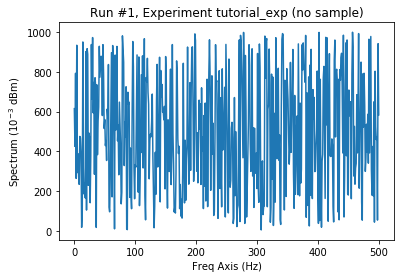 Run #1, Experiment tutorial_exp (no sample)
1000
800
600
400
200
0
Spectrum (10⁻³ dBm)
0 100 200 300 400 500
Freq Axis (Hz)